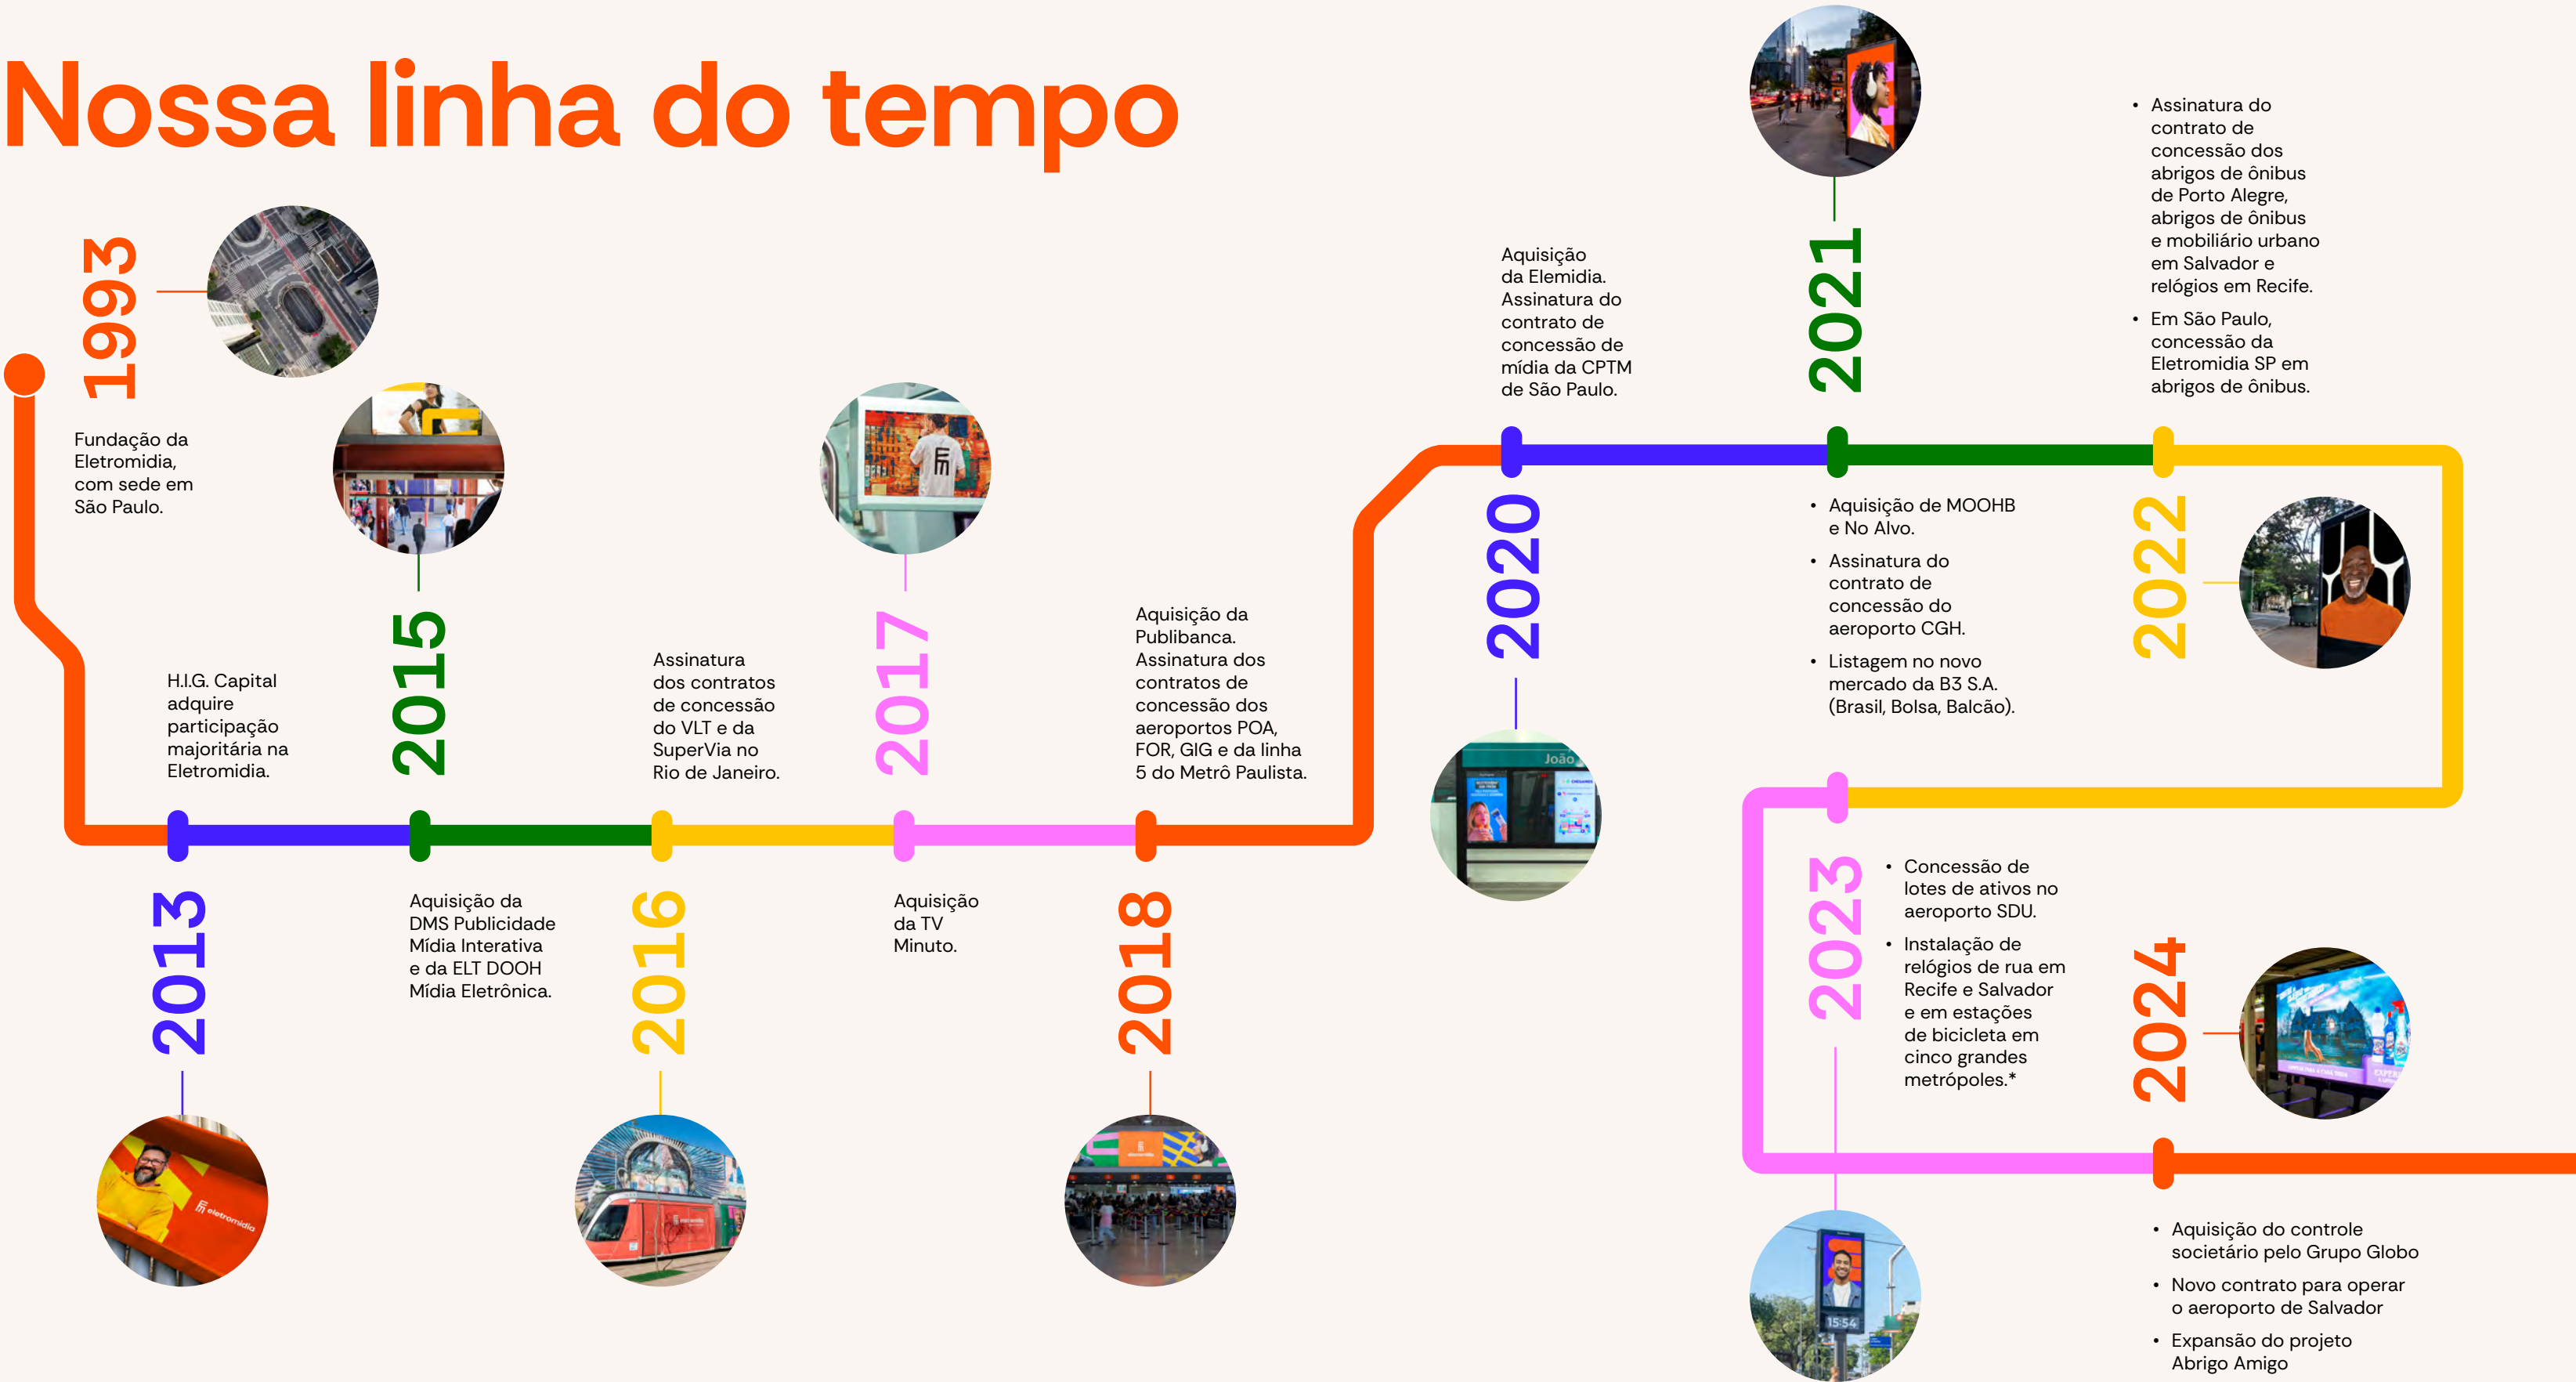 Nossa linha do tempo
1993
Fundação da
Eletromidia,
com sede em
São Paulo.
2013
H.I.G. Capital
adquire
participação
majoritária na
Eletromidia.
eletromidia
2015
Aquisição da
DMS Publicidade
Mídia Interativa
e da ELT DOOH
Mídia Eletrônica.
2016
Assinatura
dos contratos
de concessão
do VLT e da
SuperVia no
Rio de Janeiro.
2017
Aquisição
da TV
Minuto.
2018
Aquisição da
Publibanca.
Assinatura dos
contratos de
concessão dos
aeroportos POA,
FOR, GIG e da linha
5 do Metrô Paulista.
2020
Aquisição
da Elemidia.
Assinatura do
contrato de
concessão de
mídia da CPTM
de São Paulo.
João
2021
• Aquisição de MOOHB
e No Alvo.
• Assinatura do
contrato de
concessão do
aeroporto CGH.
• Listagem no novo
mercado da B3 S.A.
(Brasil, Bolsa, Balcão).
2022
• Assinatura do
contrato de
concessão dos
abrigos de ônibus
de Porto Alegre,
abrigos de ônibus
e mobiliário urbano
em Salvador e
relógios em Recife.
• Em São Paulo,
concessão da
Eletromidia SP em
abrigos de ônibus.
2023
• Concessão de
lotes de ativos no
aeroporto SDU.
• Instalação de
relógios de rua em
Recife e Salvador
e em estações
de bicicleta em
cinco grandes
metrópoles.*
15:54
2024
• Aquisição do controle
societário pelo Grupo Globo
• Novo contrato para operar
o aeroporto de Salvador
• Expansão do projeto
Abrigo Amigo